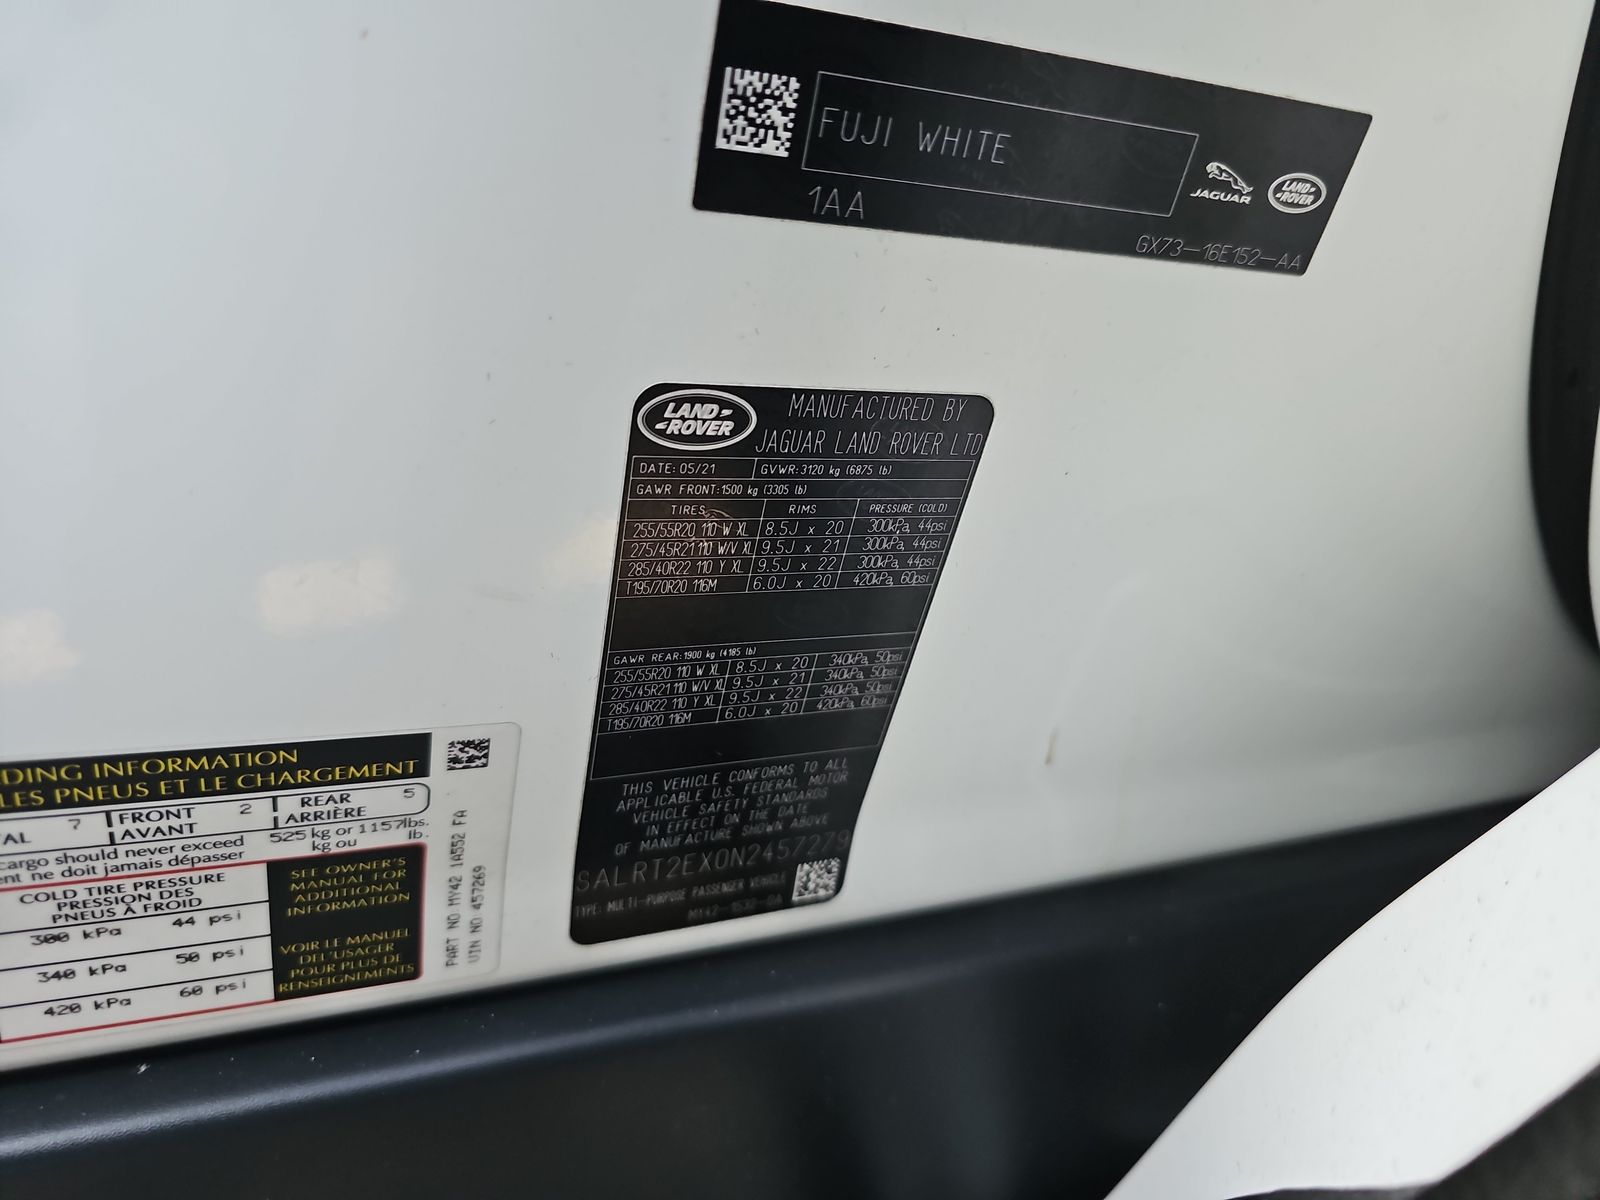 FUJI WHITE
1AA
JAGUAR
LAND ROVER
GX73-16E152-AA
LAND ROVER
MANUFACTURED BY
JAGUAR LAND ROVER LTD
DATE: 05/21 GVWR: 3120 kg (6875 lb)
GAWR FRONT: 1500 kg (3305 lb)
TIRES RIMS PRESSURE (COLD)
255/55R20 110 W XL 8.5J x 20 300kPa, 44psi
275/45R21 110 W/V XL 9.5J x 21 300kPa, 44psi
285/40R22 110 Y XL 9.5J x 22 300kPa, 44psi
T195/70R20 116M 6.0J x 20 420kPa, 60psi
GAWR REAR: 1900 kg (4185 lb)
255/55R20 110 W XL 8.5J x 20 340kPa, 50psi
275/45R21 110 W/V XL 9.5J x 21 340kPa, 50psi
285/40R22 110 Y XL 9.5J x 22 340kPa, 50psi
T195/70R20 116M 6.0J x 20 420kPa, 60psi
THIS VEHICLE CONFORMS TO ALL
APPLICABLE U.S. FEDERAL MOTOR
VEHICLE SAFETY STANDARDS
IN EFFECT ON THE DATE
OF MANUFACTURE SHOWN ABOVE
SALRT2EX0N2457279
TYPE: MULTI-PURPOSE PASSENGER VEHICLE
MY42-1532-DA
DING INFORMATION
LES PNEUS ET LE CHARGEMENT
AL 7 FRONT 2 REAR 5
AVANT ARRIÈRE
cargo should never exceed 525 kg or 1157lbs.
ent ne doit jamais dépasser kg ou lb.
COLD TIRE PRESSURE
PRESSION DES
PNEUS À FROID
300 kPa 44 psi
340 kPa 50 psi
420 kPa 60 psi
SEE OWNER'S
MANUAL FOR
ADDITIONAL
INFORMATION
VOIR LE MANUEL
DE L'USAGER
POUR PLUS DE
RENSEIGNEMENTS
PART NO MY42 1A552 FA
VIN NO 457269